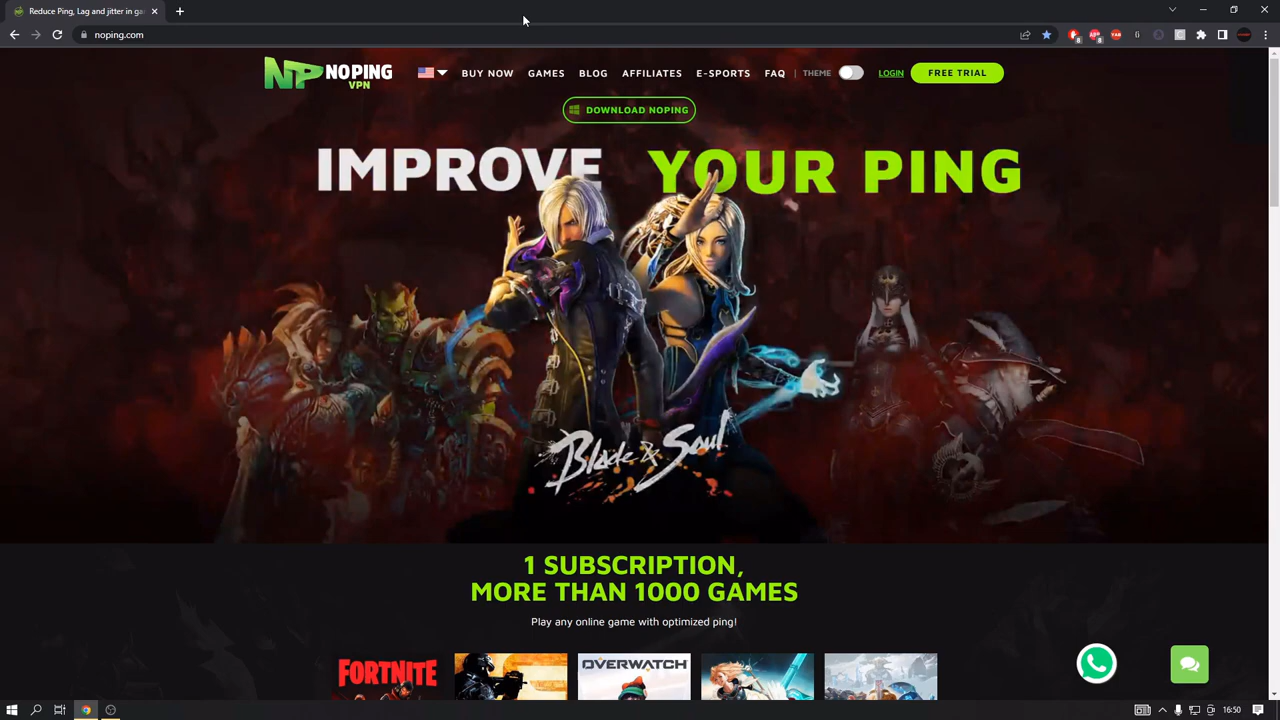 Reduce Ping, Lag and jitter in ga
noping.com
NP NOPING
VPN
BUY NOW GAMES BLOG AFFILIATES E-SPORTS FAQ | THEME LOGIN FREE TRIAL
DOWNLOAD NOPING
IMPROVE YOUR PING
Blade & Soul
1 SUBSCRIPTION,
MORE THAN 1000 GAMES
Play any online game with optimized ping!
FORTNITE
OVERWATCH
16:50